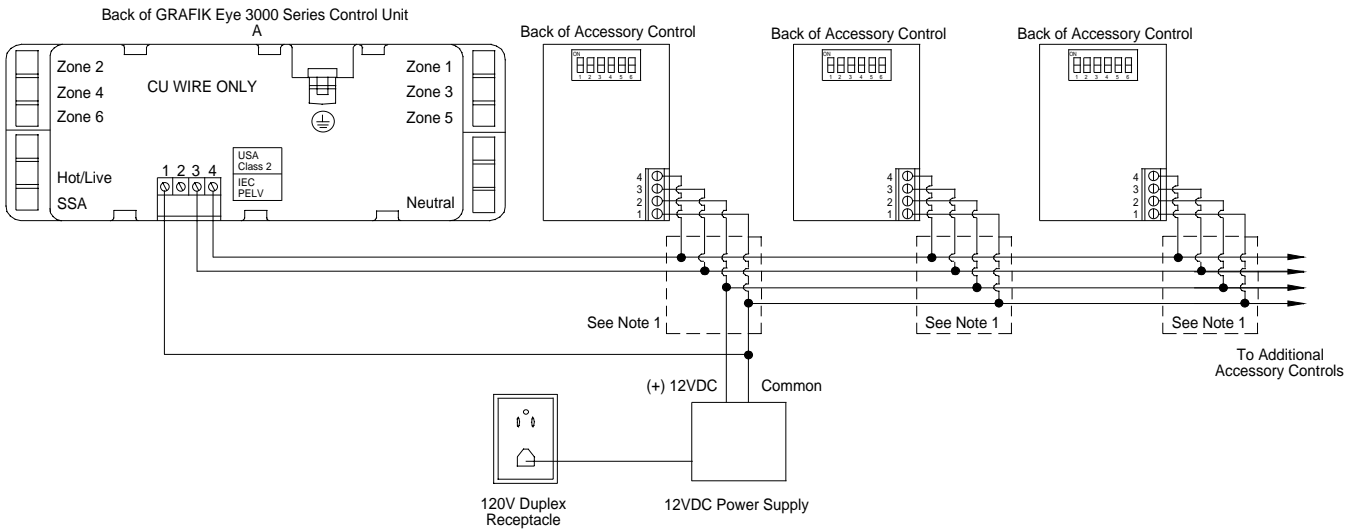 Back of GRAFIK Eye 3000 Series Control Unit
A
Zone 2
Zone 4
Zone 6
CU WIRE ONLY
Zone 1
Zone 3
Zone 5
Hot/Live
SSA
1 2 3 4
USA
Class 2
IEC
PELV
Neutral
Back of Accessory Control
ON
1 2 3 4 5 6
4
3
2
1
Back of Accessory Control
ON
1 2 3 4 5 6
4
3
2
1
Back of Accessory Control
ON
1 2 3 4 5 6
4
3
2
1
See Note 1
See Note 1
See Note 1
To Additional
Accessory Controls
(+) 12VDC
Common
120V Duplex
Receptacle
12VDC Power Supply